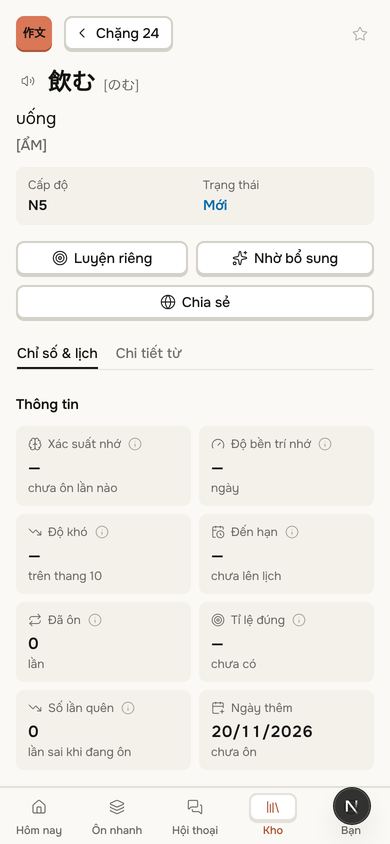 作文
Chặng 24
飲む [のむ]
uống
[ẨM]
Cấp độ
Trạng thái
N5
Mới
Luyện riêng
Nhờ bổ sung
Chia sẻ
Chỉ số & lịch
Chi tiết từ
Thông tin
Xác suất nhớ
–
chưa ôn lần nào
Độ bền trí nhớ
–
ngày
Độ khó
–
trên thang 10
Đến hạn
–
chưa lên lịch
Đã ôn
0
lần
Tỉ lệ đúng
–
chưa có
Số lần quên
0
lần sai khi đang ôn
Ngày thêm
20/11/2026
chưa ôn
N
Hôm nay
Ôn nhanh
Hội thoại
Kho
Bạn